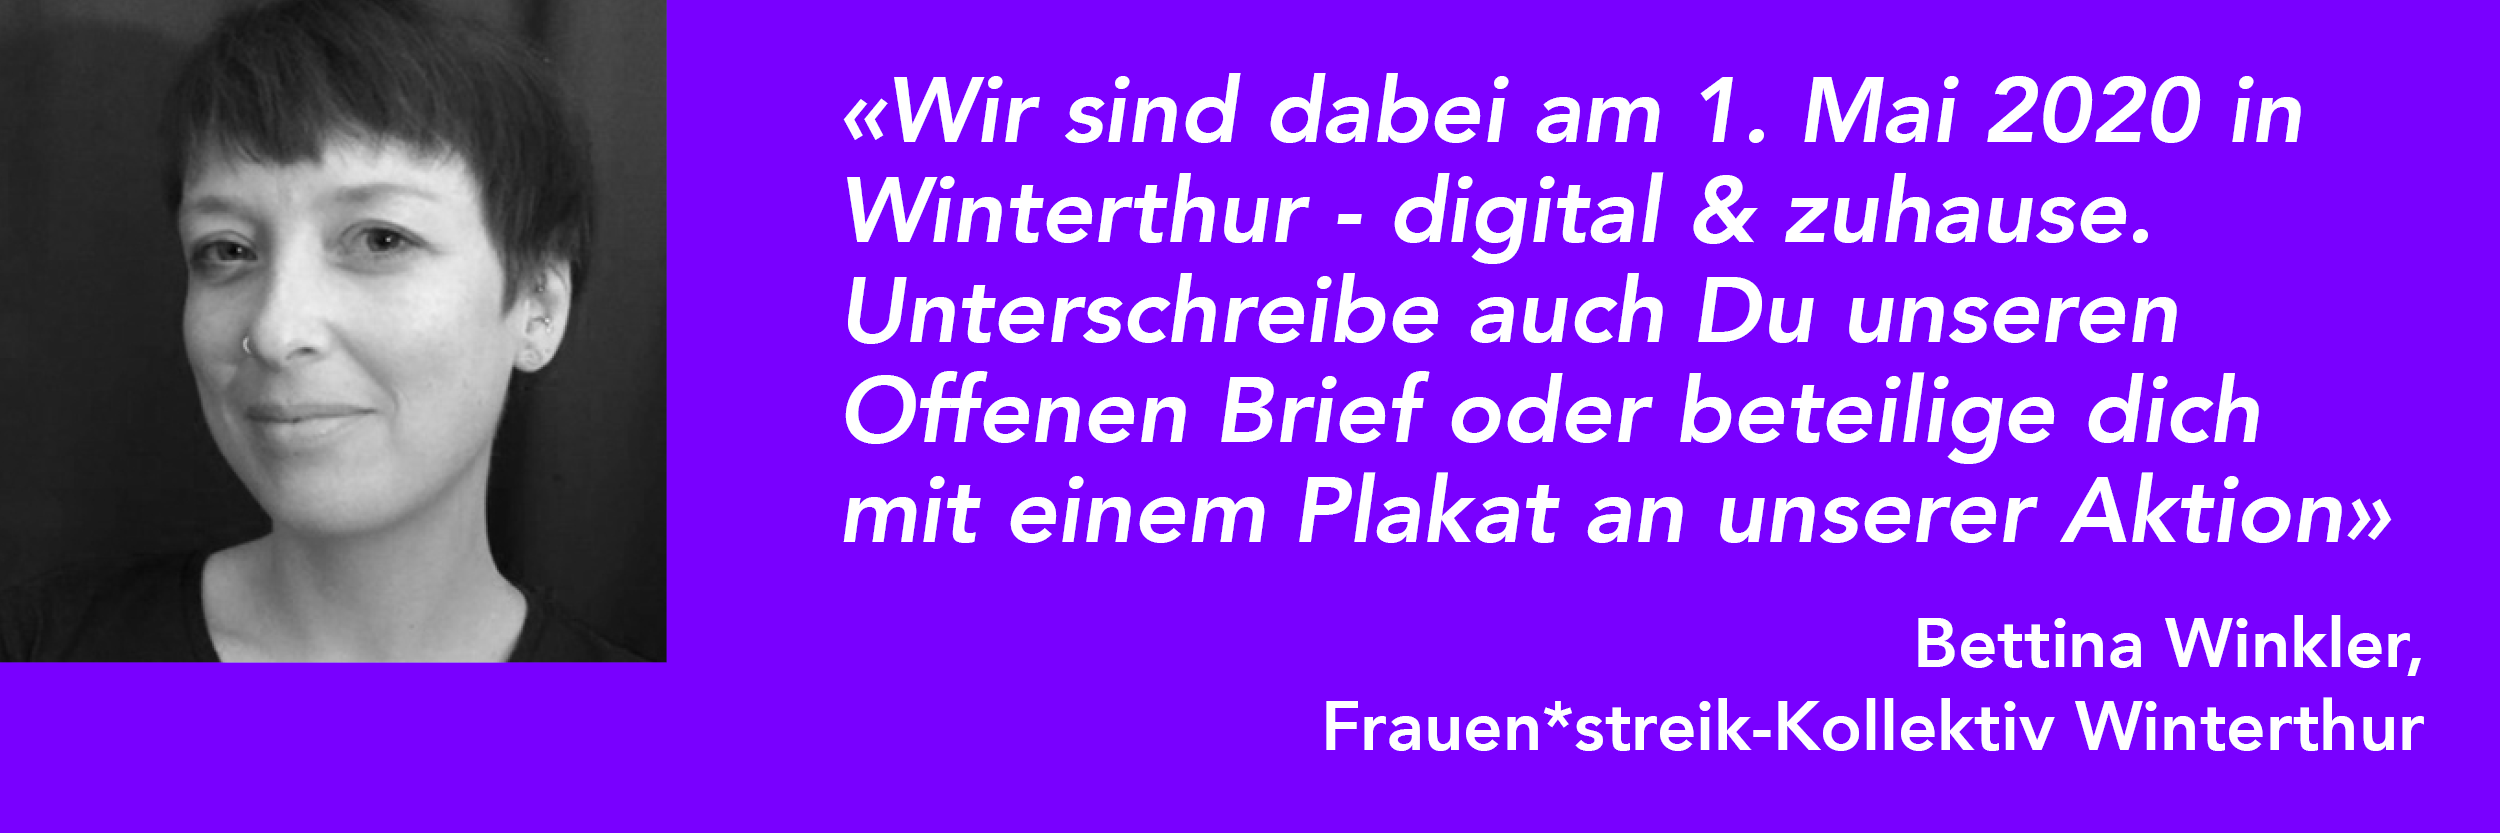 «Wir sind dabei am 1. Mai 2020 in
Winterthur - digital & zuhause.
Unterschreibe auch Du unseren
Offenen Brief oder beteilige dich
mit einem Plakat an unserer Aktion»
Bettina Winkler,
Frauen*streik-Kollektiv Winterthur